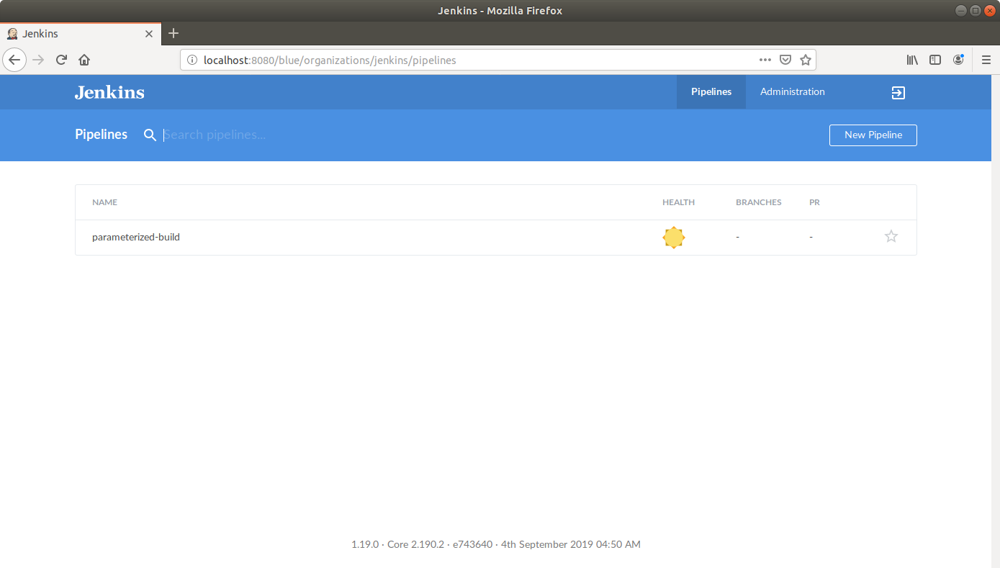 Jenkins - Mozilla Firefox
Jenkins
localhost:8080/blue/organizations/jenkins/pipelines
Jenkins Pipelines Administration
Pipelines Search pipelines... New Pipeline
NAME HEALTH BRANCHES PR
parameterized-build - -
1.19.0 · Core 2.190.2 · e743640 · 4th September 2019 04:50 AM